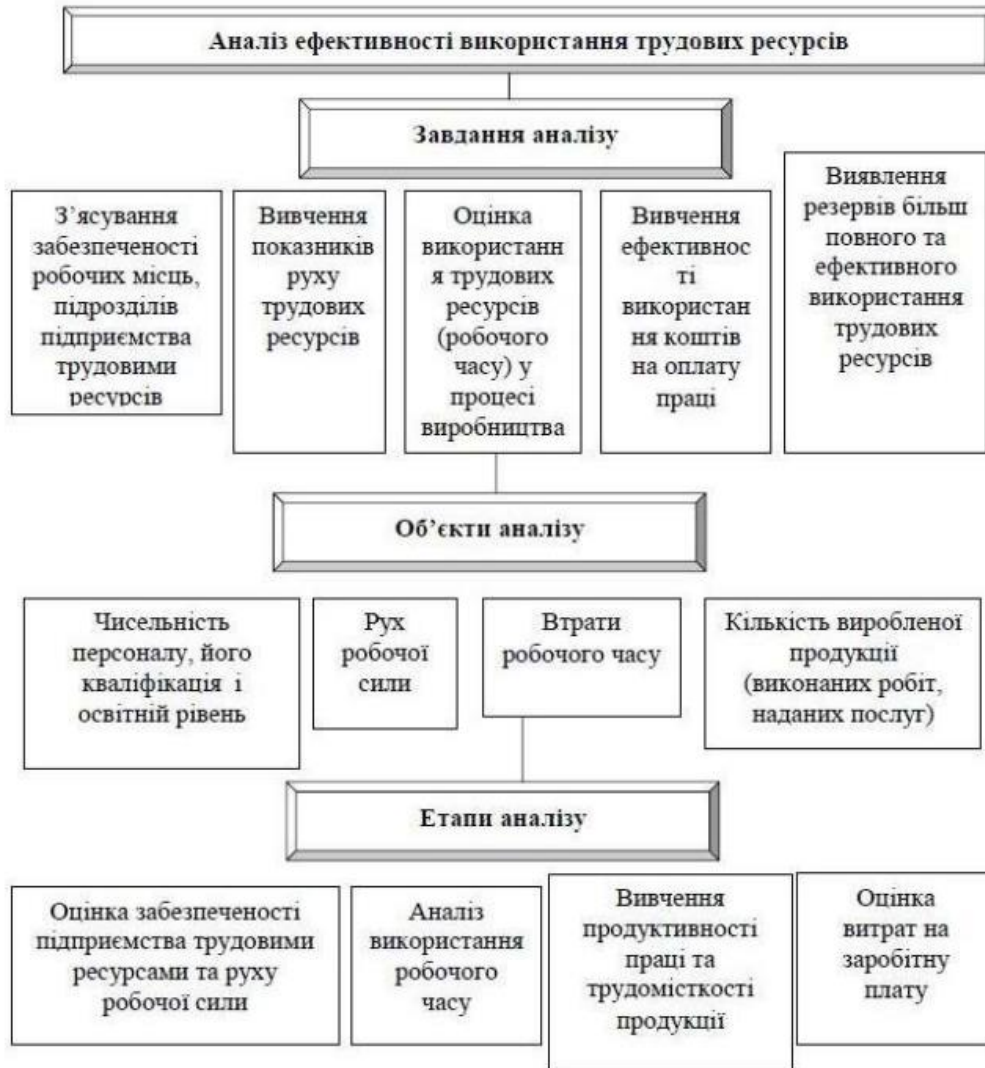 Аналіз ефективності використання трудових ресурсів
Завдання аналізу
З’ясування
забезпеченості
робочих місць,
підрозділів
підприємства
трудовими
ресурсів
Вивчення
показників
руху
трудових
ресурсів
Оцінка
використанн
я трудових
ресурсів
(робочого
часу) у
процесі
виробництва
Вивчення
ефективнос
ті
використан
ня коштів
на оплату
праці
Виявлення
резервів більш
повного та
ефективного
використання
трудових
ресурсів
Об’єкти аналізу
Чисельність
персоналу, його
кваліфікація і
освітній рівень
Рух
робочої
сили
Втрати
робочого часу
Кількість виробленої
продукції
(виконаних робіт,
наданих послуг)
Етапи аналізу
Оцінка забезпеченості
підприємства трудовими
ресурсами та руху
робочої сили
Аналіз
використання
робочого
часу
Вивчення
продуктивності
праці та
трудомісткості
продукції
Оцінка
витрат на
заробітну
плату